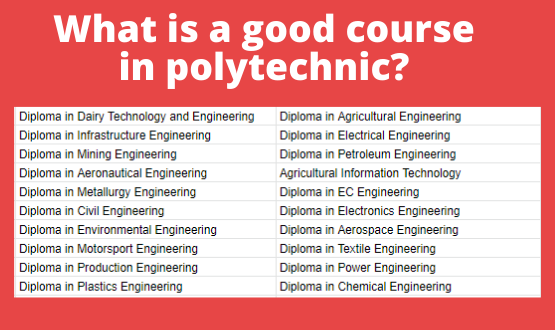 What is a good course
in polytechnic?
Diploma in Dairy Technology and Engineering Diploma in Agricultural Engineering
Diploma in Infrastructure Engineering Diploma in Electrical Engineering
Diploma in Mining Engineering Diploma in Petroleum Engineering
Diploma in Aeronautical Engineering Agricultural Information Technology
Diploma in Metallurgy Engineering Diploma in EC Engineering
Diploma in Civil Engineering Diploma in Electronics Engineering
Diploma in Environmental Engineering Diploma in Aerospace Engineering
Diploma in Motorsport Engineering Diploma in Textile Engineering
Diploma in Production Engineering Diploma in Power Engineering
Diploma in Plastics Engineering Diploma in Chemical Engineering